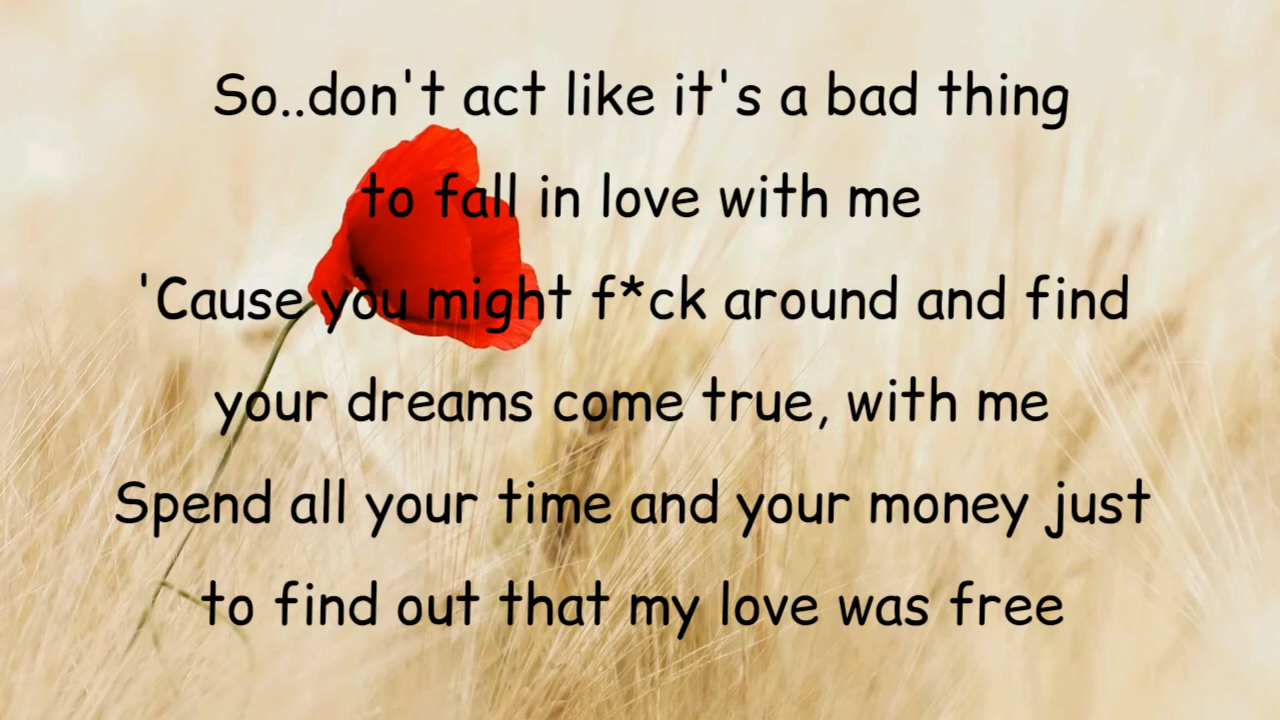 So..don't act like it's a bad thing
to fall in love with me
'Cause you might f*ck around and find
your dreams come true, with me
Spend all your time and your money just
to find out that my love was free